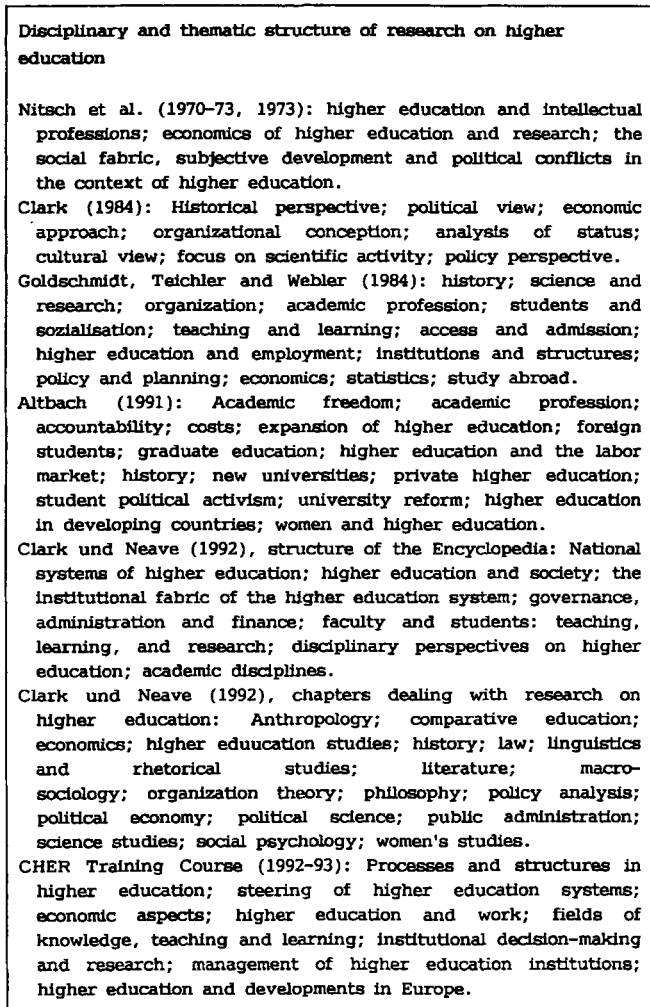 Disciplinary and thematic structure of research on higher
education
Nitsch et al. (1970-73, 1973): higher education and intellectual
professions; economics of higher education and research; the
social fabric, subjective development and political conflicts in
the context of higher education.
Clark (1984): Historical perspective; political view; economic
approach; organizational conception; analysis of status;
cultural view; focus on scientific activity; policy perspective.
Goldschmidt, Teichler and Webler (1984): history; science and
research; organization; academic profession; students and
sozialisation; teaching and learning; access and admission;
higher education and employment; institutions and structures;
policy and planning; economics; statistics; study abroad.
Altbach (1991): Academic freedom; academic profession;
accountability; costs; expansion of higher education; foreign
students; graduate education; higher education and the labor
market; history; new universities; private higher education;
student political activism; university reform; higher education
in developing countries; women and higher education.
Clark und Neave (1992), structure of the Encyclopedia: National
systems of higher education; higher education and society; the
institutional fabric of the higher education system; governance,
administration and finance; faculty and students: teaching,
learning, and research; disciplinary perspectives on higher
education; academic disciplines.
Clark und Neave (1992), chapters dealing with research on
higher education: Anthropology; comparative education;
economics; higher eduucation studies; history; law; linguistics
and rhetorical studies; literature; macro-
sociology; organization theory; philosophy; policy analysis;
political economy; political science; public administration;
science studies; social psychology; women's studies.
CHER Training Course (1992-93): Processes and structures in
higher education; steering of higher education systems;
economic aspects; higher education and work; fields of
knowledge, teaching and learning; institutional decision-making
and research; management of higher education institutions;
higher education and developments in Europe.